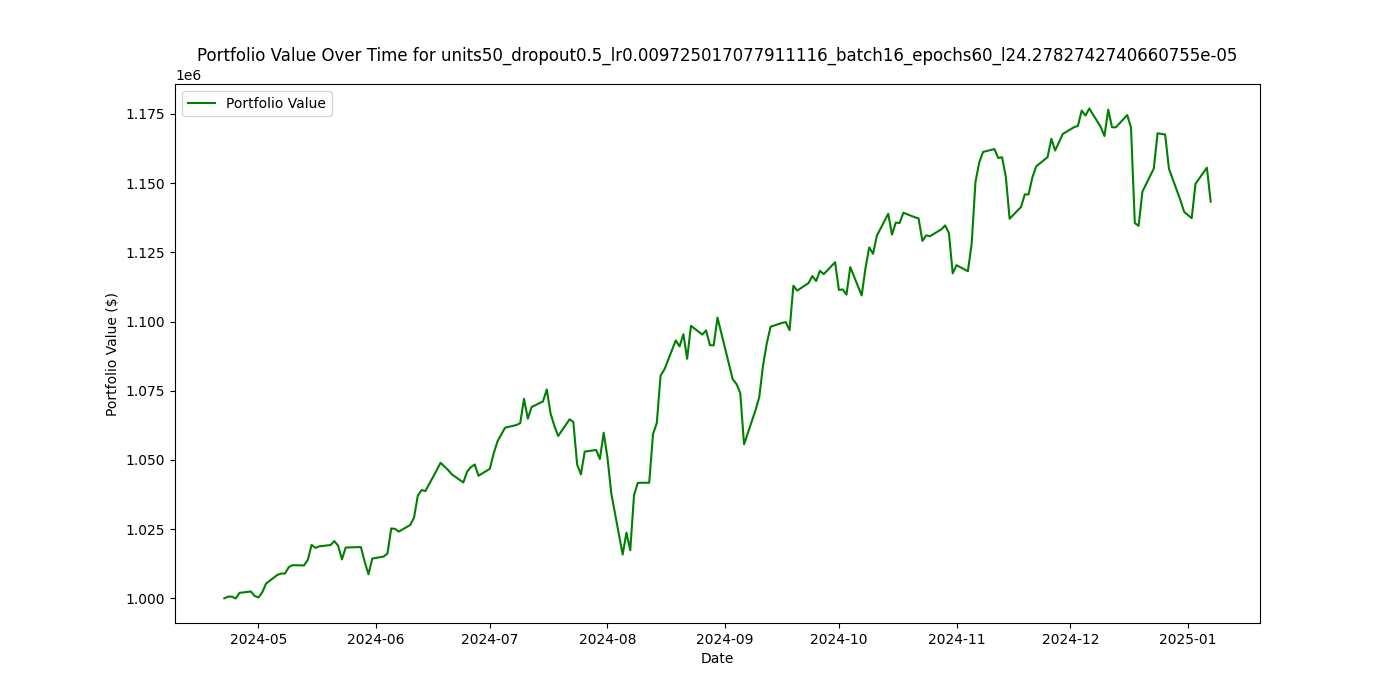 Portfolio Value Over Time for units50_dropout0.5_lr0.009725017077911116_batch16_epochs60_l24.2782742740660755e-05
1e6
Portfolio Value
1.175
1.150
1.125
1.100
1.075
1.050
1.025
1.000
Portfolio Value ($)
2024-05 2024-06 2024-07 2024-08 2024-09 2024-10 2024-11 2024-12 2025-01
Date